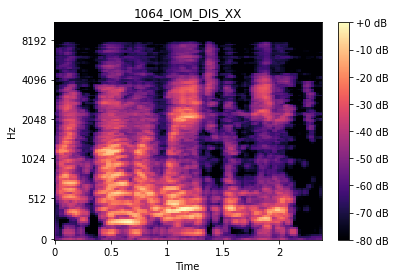 1064_IOM_DIS_XX
Hz
8192
4096
2048
1024
512
0
0
0.5
1
1.5
2
Time
+0 dB
-10 dB
-20 dB
-30 dB
-40 dB
-50 dB
-60 dB
-70 dB
-80 dB